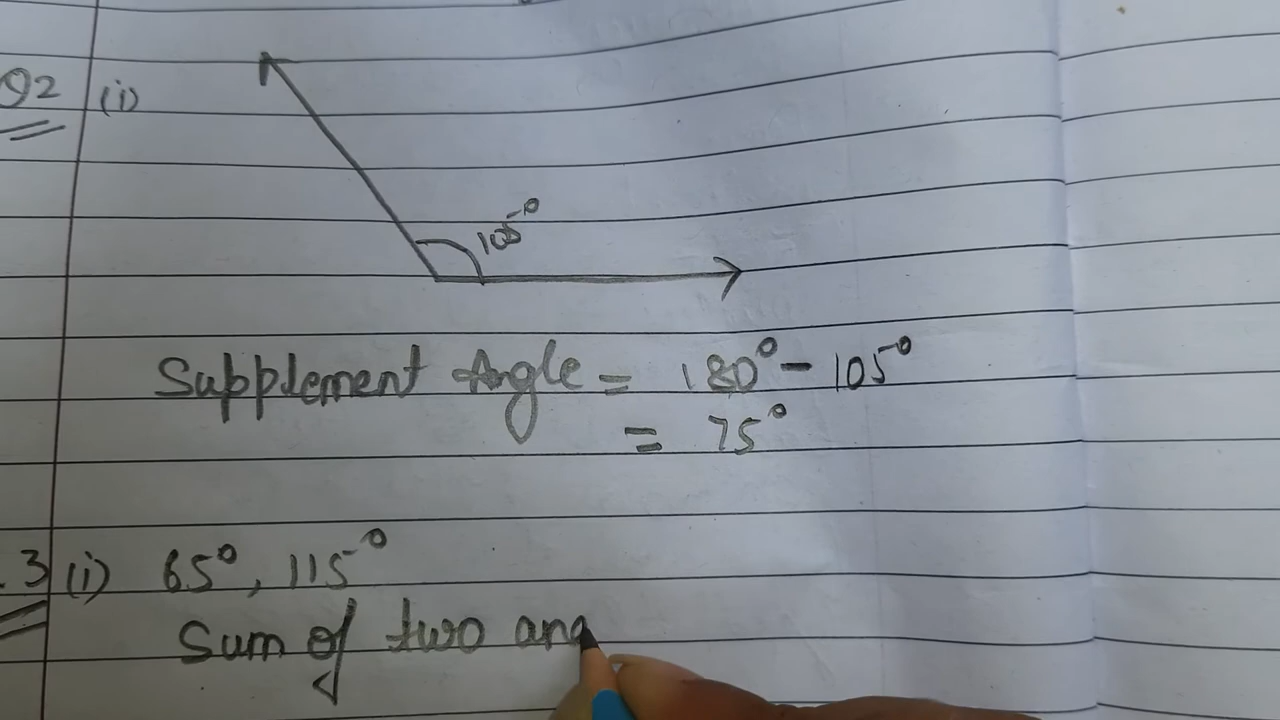 Q2 (i)
105°
Supplement Angle = 180° - 105°
= 75°
.3 (i) 65°, 115°
Sum of two ang